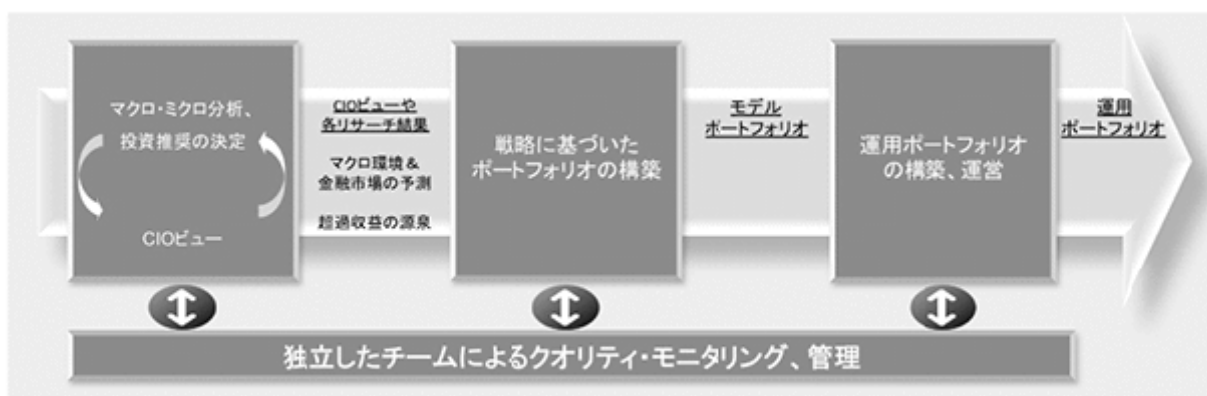 マクロ・ミクロ分析、
投資推奨の決定
CIOビュー
CIOビューや
各リサーチ結果
マクロ環境&
金融市場の予測
超過収益の源泉
戦略に基づいた
ポートフォリオの構築
モデル
ポートフォリオ
運用ポートフォリオ
の構築、運営
運用
ポートフォリオ
独立したチームによるクオリティ・モニタリング、管理